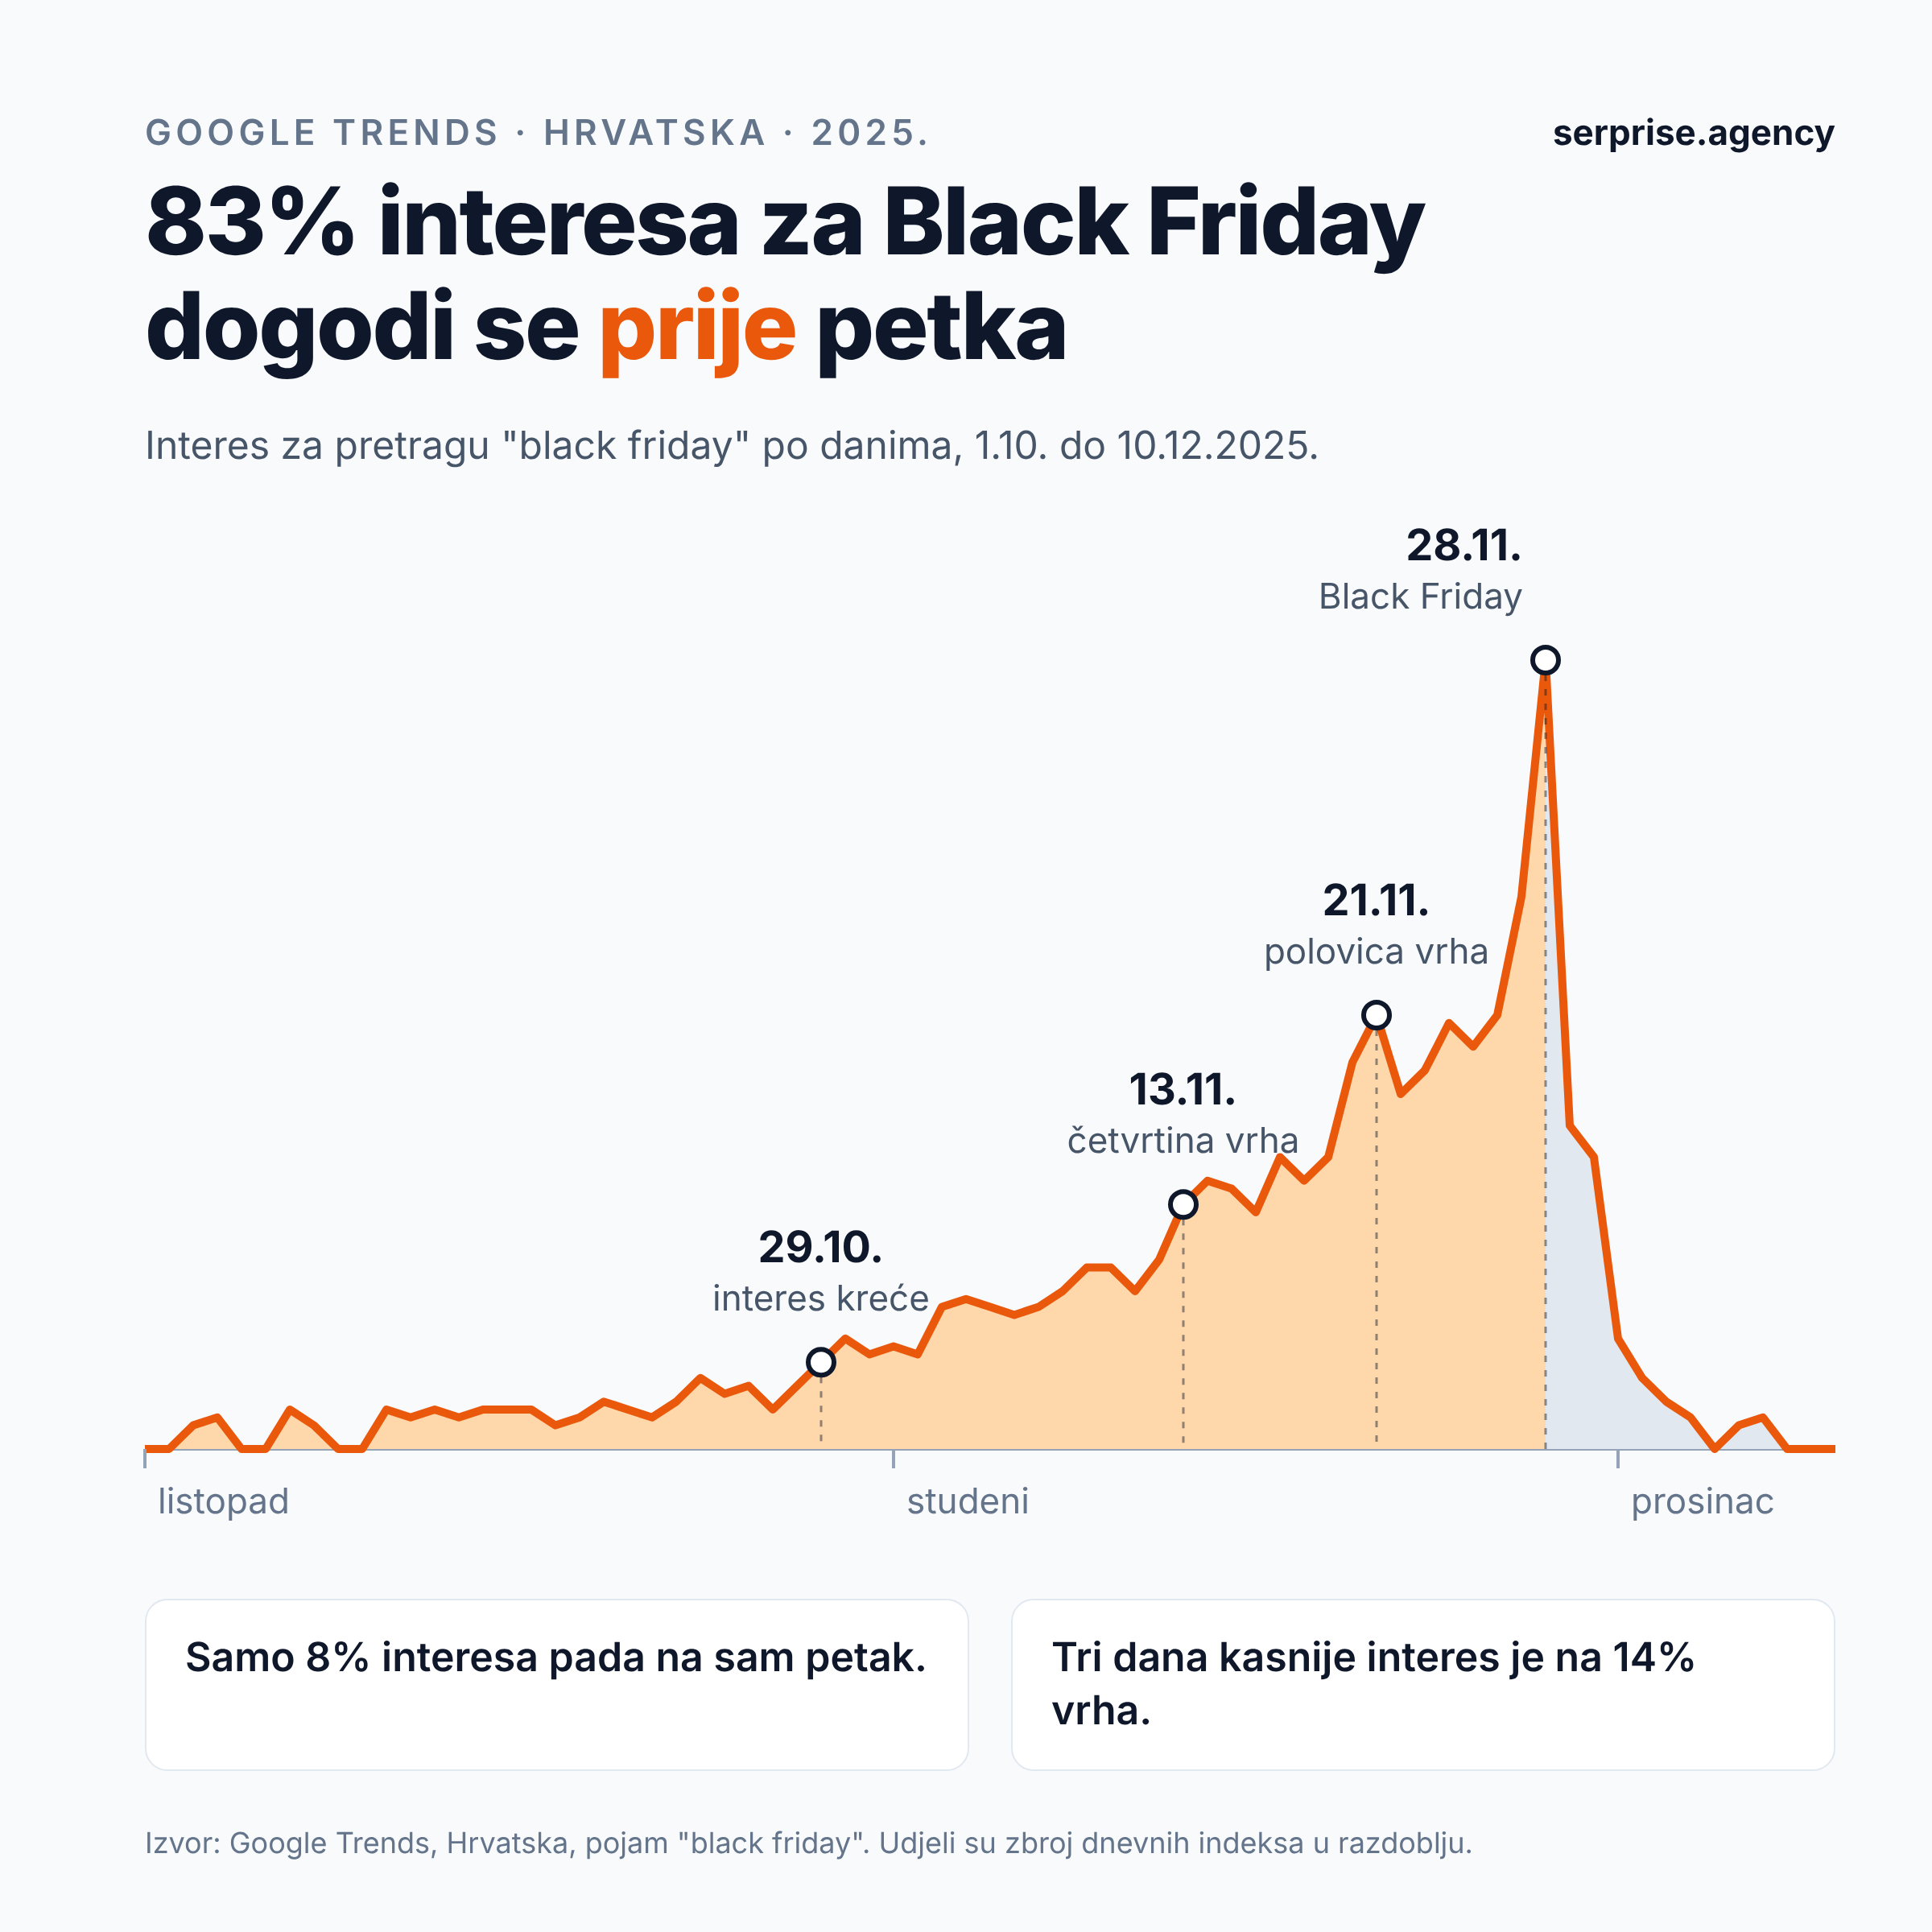 GOOGLE TRENDS · HRVATSKA · 2025.
serprise.agency
83% interesa za Black Friday
dogodi se prije petka
Interes za pretragu "black friday" po danima, 1.10. do 10.12.2025.
28.11.
Black Friday
21.11.
polovica vrha
13.11.
četvrtina vrha
29.10.
interes kreće
listopad
studeni
prosinac
Samo 8% interesa pada na sam petak.
Tri dana kasnije interes je na 14%
vrha.
Izvor: Google Trends, Hrvatska, pojam "black friday". Udjeli su zbroj dnevnih indeksa u razdoblju.